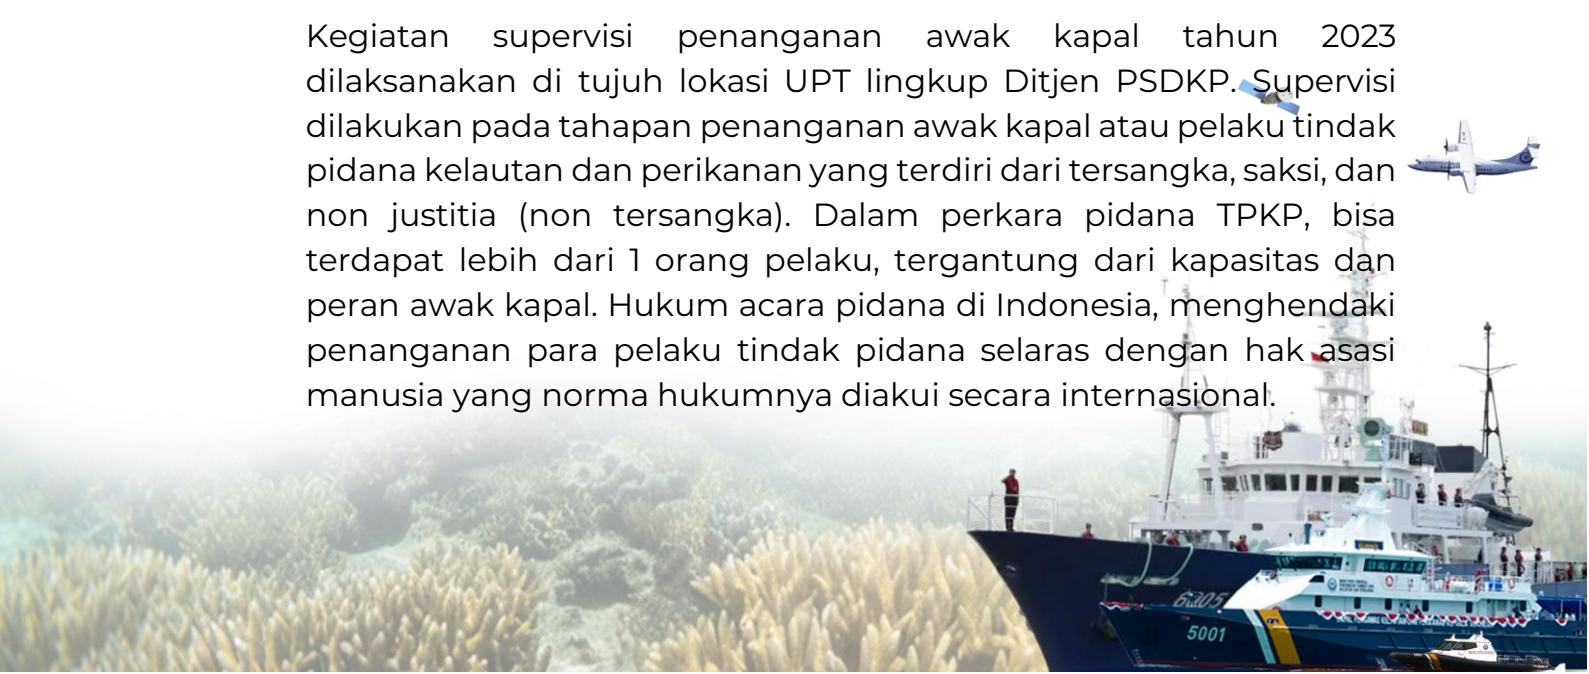 Kegiatan supervisi penanganan awak kapal tahun 2023
dilaksanakan di tujuh lokasi UPT lingkup Ditjen PSDKP. Supervisi
dilakukan pada tahapan penanganan awak kapal atau pelaku tindak
pidana kelautan dan perikanan yang terdiri dari tersangka, saksi, dan
non justitia (non tersangka). Dalam perkara pidana TPKP, bisa
terdapat lebih dari 1 orang pelaku, tergantung dari kapasitas dan
peran awak kapal. Hukum acara pidana di Indonesia, menghendaki
penanganan para pelaku tindak pidana selaras dengan hak asasi
manusia yang norma hukumnya diakui secara internasional.
5001